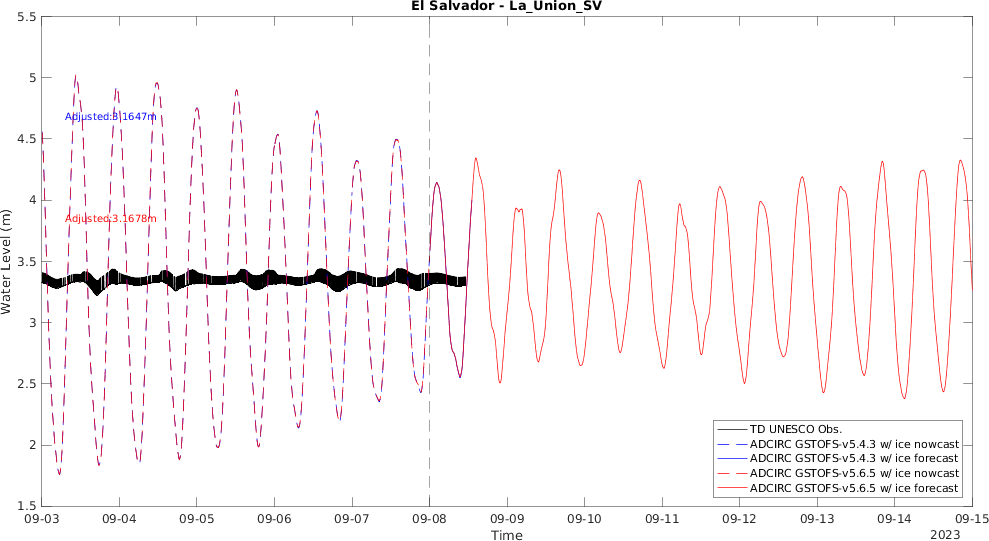 El Salvador - La_Union_SV
5.5
5
4.5
4
3.5
3
2.5
2
1.5
Water Level (m)
Adjusted:3.1647m
Adjusted:3.1678m
TD UNESCO Obs.
ADCIRC GSTOFS-v5.4.3 w/ ice nowcast
ADCIRC GSTOFS-v5.4.3 w/ ice forecast
ADCIRC GSTOFS-v5.6.5 w/ ice nowcast
ADCIRC GSTOFS-v5.6.5 w/ ice forecast
09-03 09-04 09-05 09-06 09-07 09-08 09-09 09-10 09-11 09-12 09-13 09-14 09-15
Time
2023